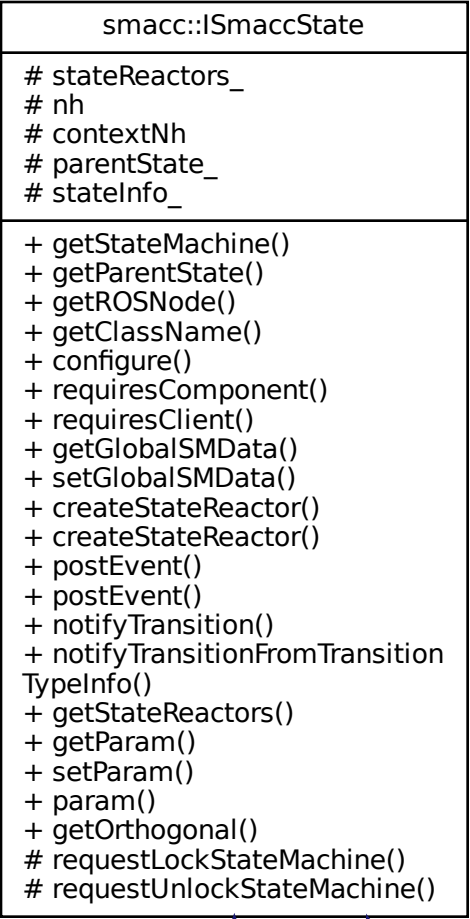 smacc::ISmaccState
# stateReactors_
# nh
# contextNh
# parentState_
# stateInfo_
+ getStateMachine()
+ getParentState()
+ getROSNode()
+ getClassName()
+ configure()
+ requiresComponent()
+ requiresClient()
+ getGlobalSMData()
+ setGlobalSMData()
+ createStateReactor()
+ createStateReactor()
+ postEvent()
+ postEvent()
+ notifyTransition()
+ notifyTransitionFromTransition
TypeInfo()
+ getStateReactors()
+ getParam()
+ setParam()
+ param()
+ getOrthogonal()
# requestLockStateMachine()
# requestUnlockStateMachine()